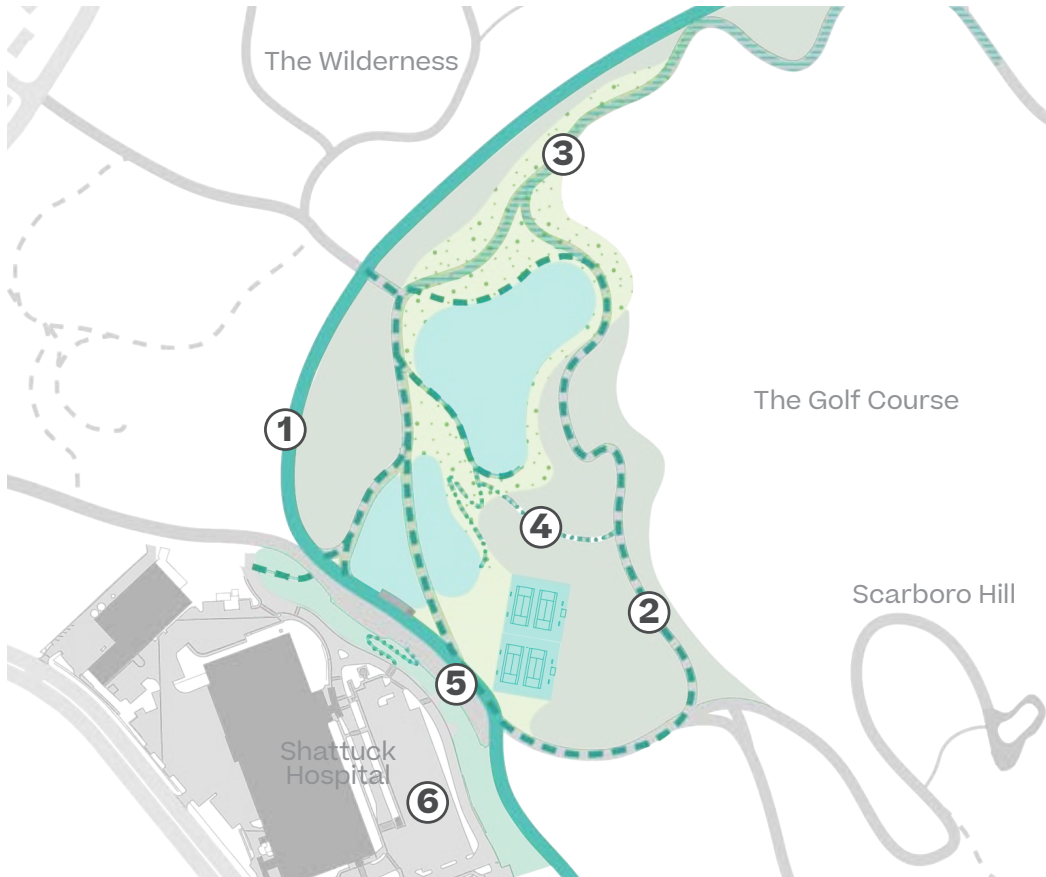 The Wilderness
3
The Golf Course
1
4
Scarboro Hill
2
5
Shattuck
Hospital
6